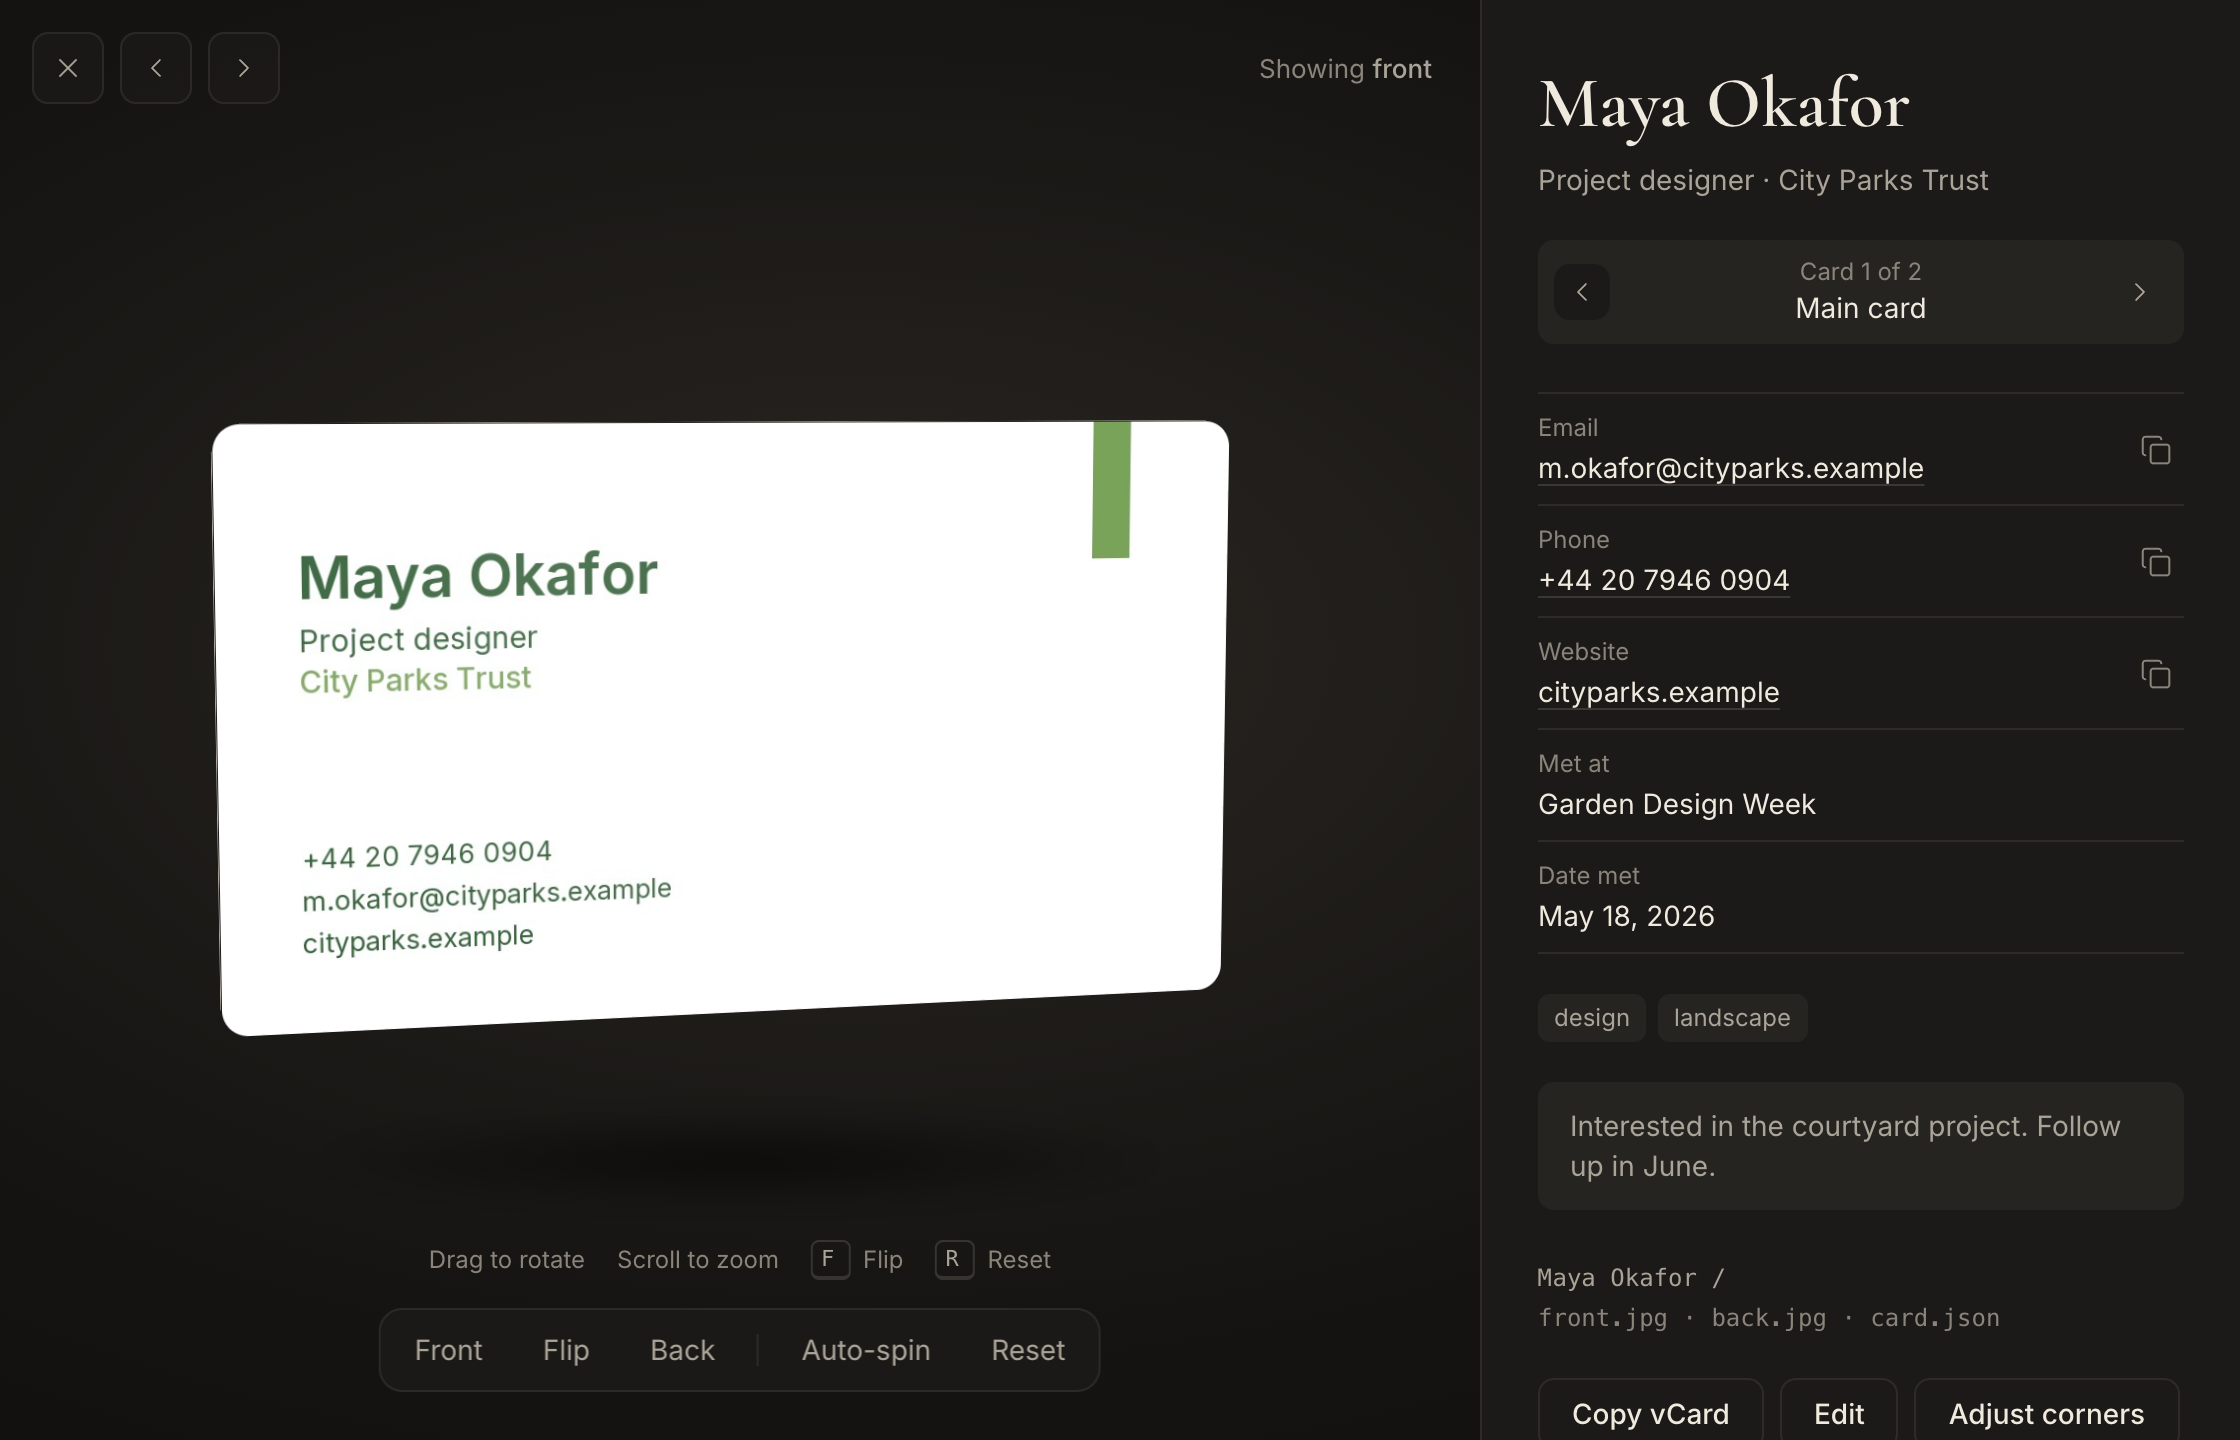 Showing front
Maya Okafor
Project designer
City Parks Trust
+44 20 7946 0904
m.okafor@cityparks.example
cityparks.example
Drag to rotate Scroll to zoom F Flip R Reset
Front Flip Back Auto-spin Reset
Maya Okafor
Project designer · City Parks Trust
Card 1 of 2
Main card
Email
m.okafor@cityparks.example
Phone
+44 20 7946 0904
Website
cityparks.example
Met at
Garden Design Week
Date met
May 18, 2026
design landscape
Interested in the courtyard project. Follow
up in June.
Maya Okafor /
front.jpg · back.jpg · card.json
Copy vCard Edit Adjust corners